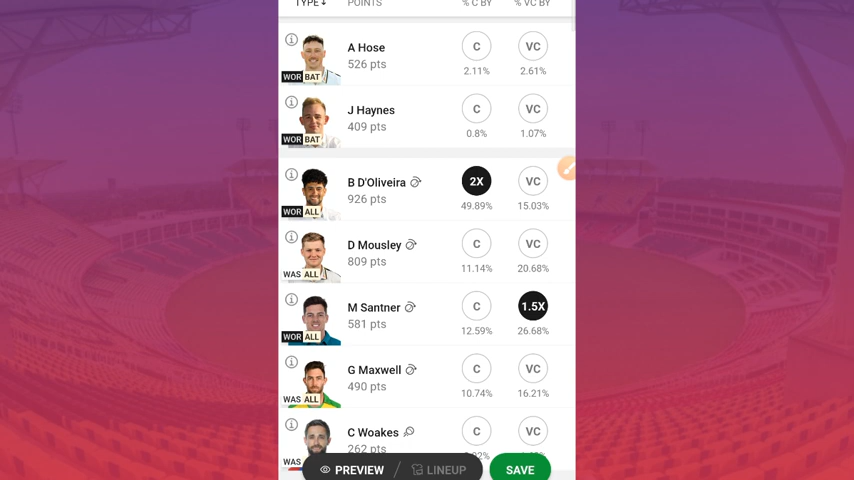 TYPE↓ POINTS % C BY % VC BY
A Hose
526 pts
C VC
2.11% 2.61%
WOR BAT
J Haynes
409 pts
C VC
0.8% 1.07%
WOR BAT
B D'Oliveira
926 pts
2X VC
49.89% 15.03%
WOR ALL
D Mousley
809 pts
C VC
11.14% 20.68%
WAS ALL
M Santner
581 pts
C 1.5X
12.59% 26.68%
WOR ALL
G Maxwell
490 pts
C VC
10.74% 16.21%
WAS ALL
C Woakes
262 pts
C VC
WAS
PREVIEW / LINEUP SAVE